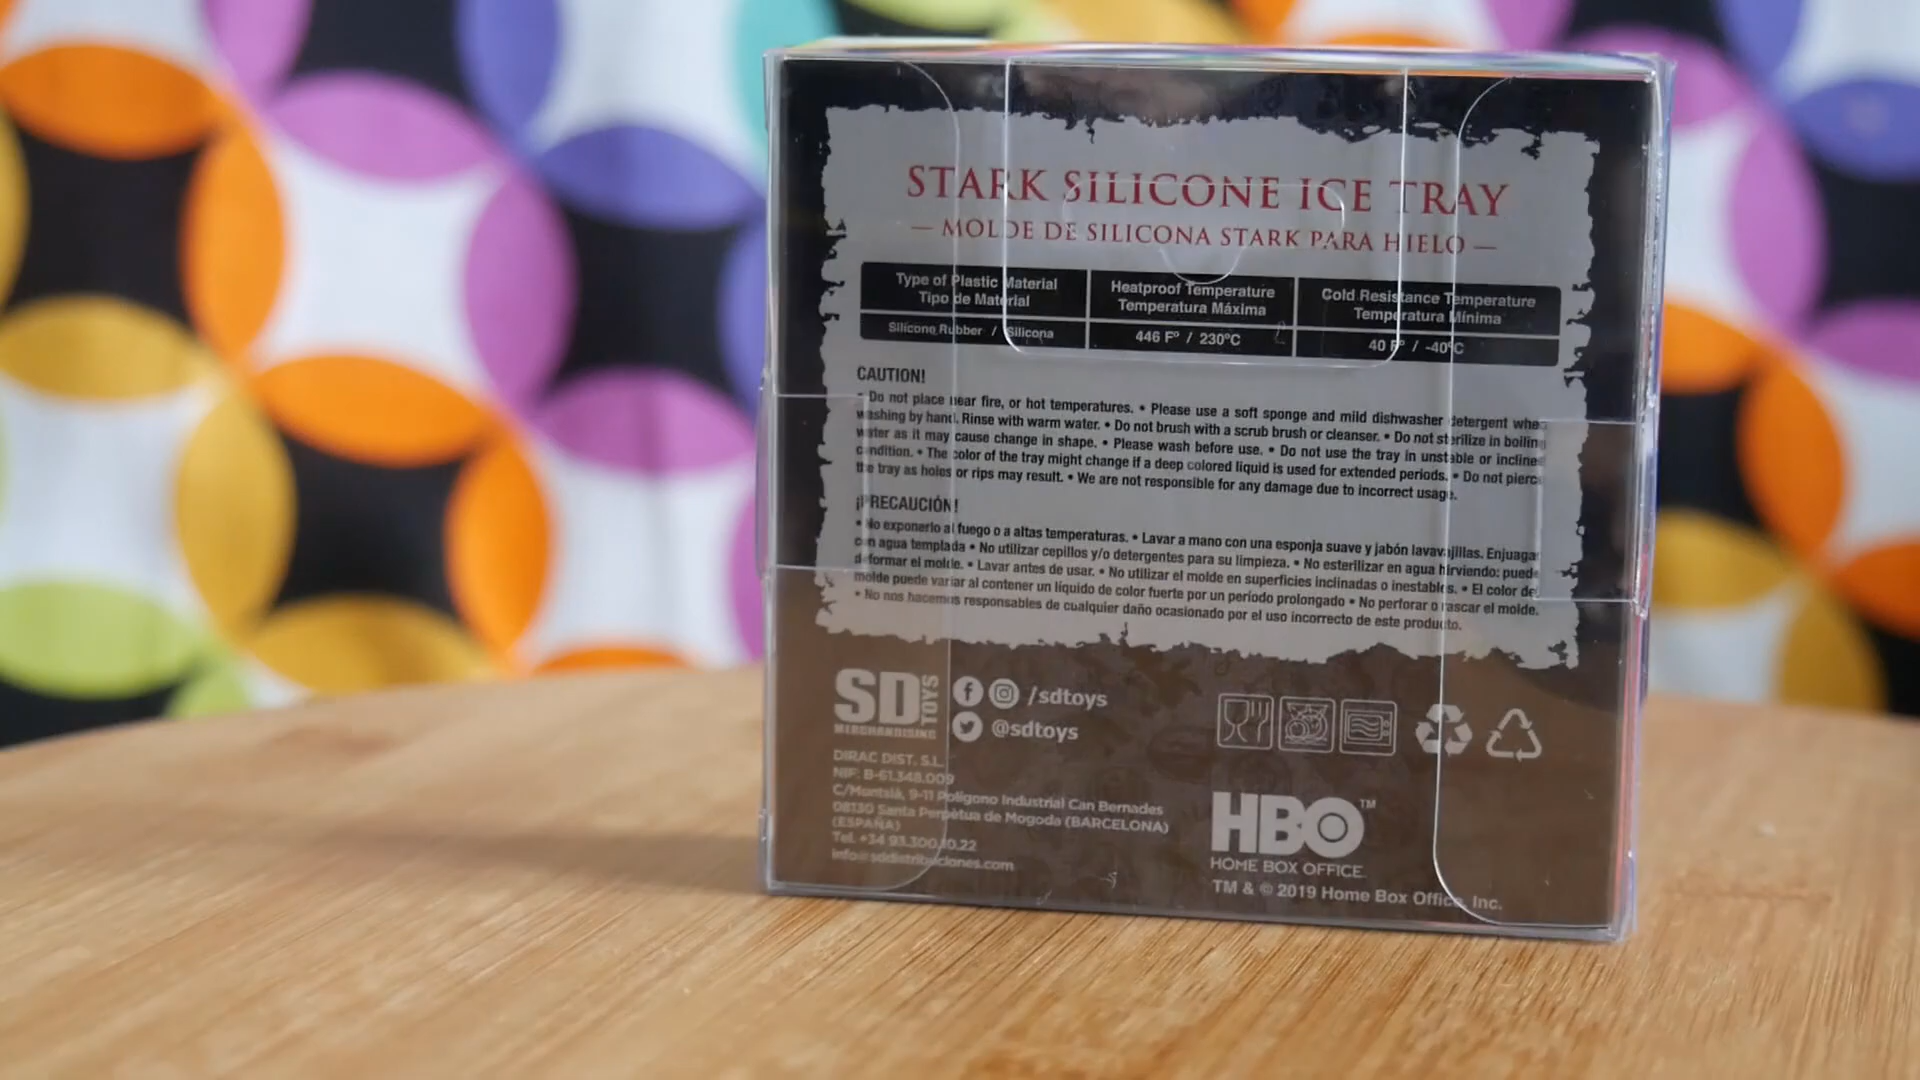 STARK SILICONE ICE TRAY
— MOLDE DE SILICONA STARK PARA HIELO —
Type of Plastic Material
Tipo de Material
Heatproof Temperature
Temperatura Máxima
Cold Resistance Temperature
Temperatura Mínima
Silicone Rubber / Silicona
446 Fº / 230ºC
40 Fº / -40ºC
CAUTION!
• Do not place near fire, or hot temperatures. • Please use a soft sponge and mild dishwasher detergent when
washing by hand. Rinse with warm water. • Do not brush with a scrub brush or cleanser. • Do not sterilize in boiling
water as it may cause change in shape. • Please wash before use. • Do not use the tray in unstable or inclined
condition. • The color of the tray might change if a deep colored liquid is used for extended periods. • Do not pierce
the tray as holes or rips may result. • We are not responsible for any damage due to incorrect usage.
¡PRECAUCIÓN!
• No exponerlo al fuego o a altas temperaturas. • Lavar a mano con una esponja suave y jabón lavavajillas. Enjuagar
con agua templada • No utilizar cepillos y/o detergentes para su limpieza. • No esterilizar en agua hirviendo: puede
deformar el molde. • Lavar antes de usar. • No utilizar el molde en superficies inclinadas o inestables. • El color del
molde puede variar al contener un líquido de color fuerte por un período prolongado • No perforar o rascar el molde.
• No nos hacemos responsables de cualquier daño ocasionado por el uso incorrecto de este producto.
SD TOYS
MERCHANDISING
/sdtoys
@sdtoys
DIRAC DIST. S.L.
NIF: B-61.348.009
C/Montsià, 9-11 Polígono Industrial Can Bernades
08130 Santa Perpètua de Mogoda (BARCELONA)
(ESPAÑA)
Tel. +34 93.300.10.22
info@sddistribuciones.com
HBO™
HOME BOX OFFICE
TM & © 2019 Home Box Office, Inc.